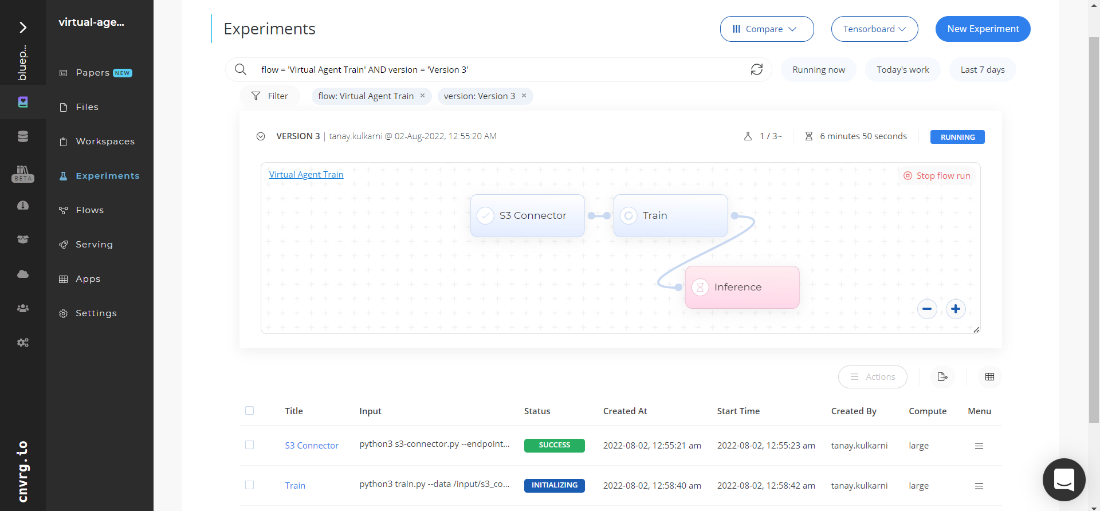 virtual-age...
bluep...
Papers NEW
Files
Workspaces
BETA
Experiments
Flows
Serving
Apps
Settings
cnvrg.io
Experiments
Compare
Tensorboard
New Experiment
flow = 'Virtual Agent Train' AND version = 'Version 3'
Running now
Today's work
Last 7 days
Filter
flow: Virtual Agent Train ×
version: Version 3 ×
VERSION 3 | tanay.kulkarni @ 02-Aug-2022, 12 55:20 AM
1 / 3~
6 minutes 50 seconds
RUNNING
Virtual Agent Train
Stop flow run
S3 Connector
Train
Inference
Actions
Title Input Status Created At Start Time Created By Compute Menu
S3 Connector python3 s3-connector.py --endpoint... SUCCESS 2022-08-02, 12:55:21 am 2022-08-02, 12:55:23 am tanay,kulkarni large
Train python3 train.py --data /input/s3_co... INITIALIZING 2022-08-02, 12:58:40 am 2022-08-02, 12:58:42 am tanay,kulkarni large